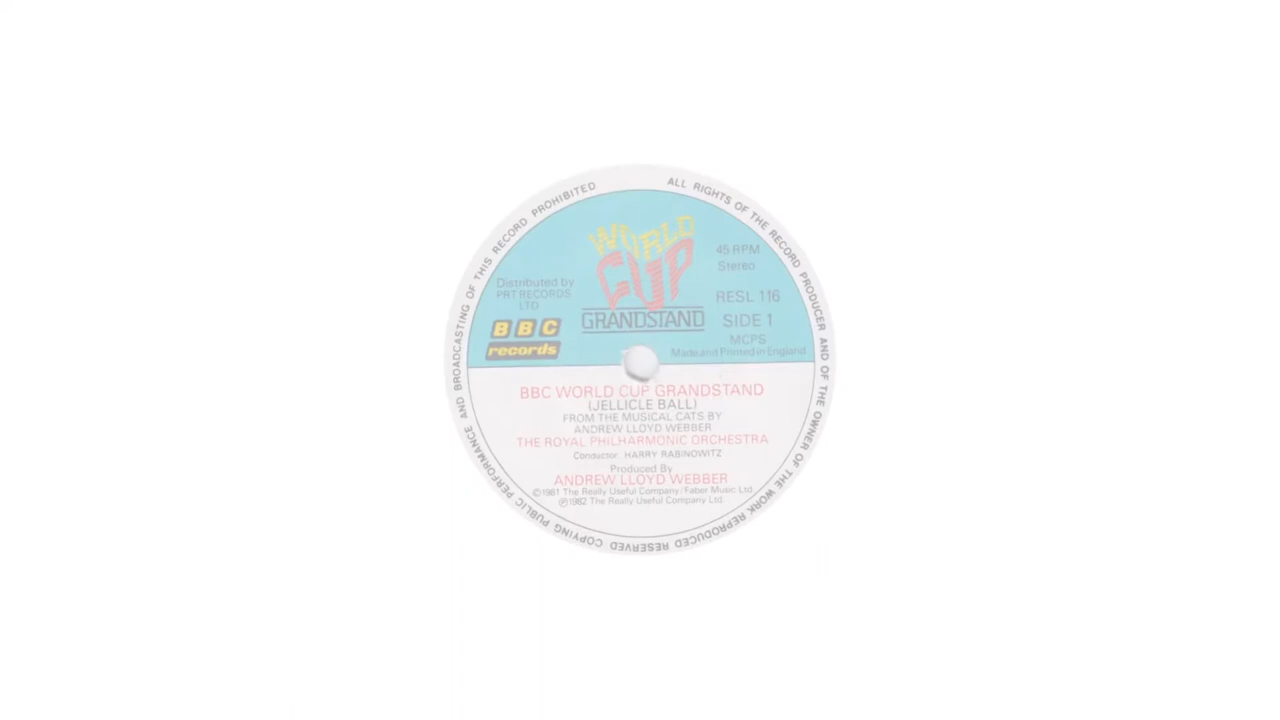 ALL RIGHTS OF THE RECORD PRODUCER AND OF THE OWNER OF THE WORK REPRODUCED RESERVED COPYING PUBLIC PERFORMANCE AND BROADCASTING OF THIS RECORD PROHIBITED
WORLD
CUP
GRANDSTAND
45 RPM
Stereo
Distributed by
PRT RECORDS
LTD
RESL 116
SIDE 1
MCPS
Made and Printed in England
BBC
records
BBC WORLD CUP GRANDSTAND
(JELLICLE BALL)
FROM THE MUSICAL CATS BY
ANDREW LLOYD WEBBER
THE ROYAL PHILHARMONIC ORCHESTRA
Conductor: HARRY RABINOWITZ
Produced By
ANDREW LLOYD WEBBER
©1981 The Really Useful Company/Faber Music Ltd.
℗1982 The Really Useful Company Ltd.